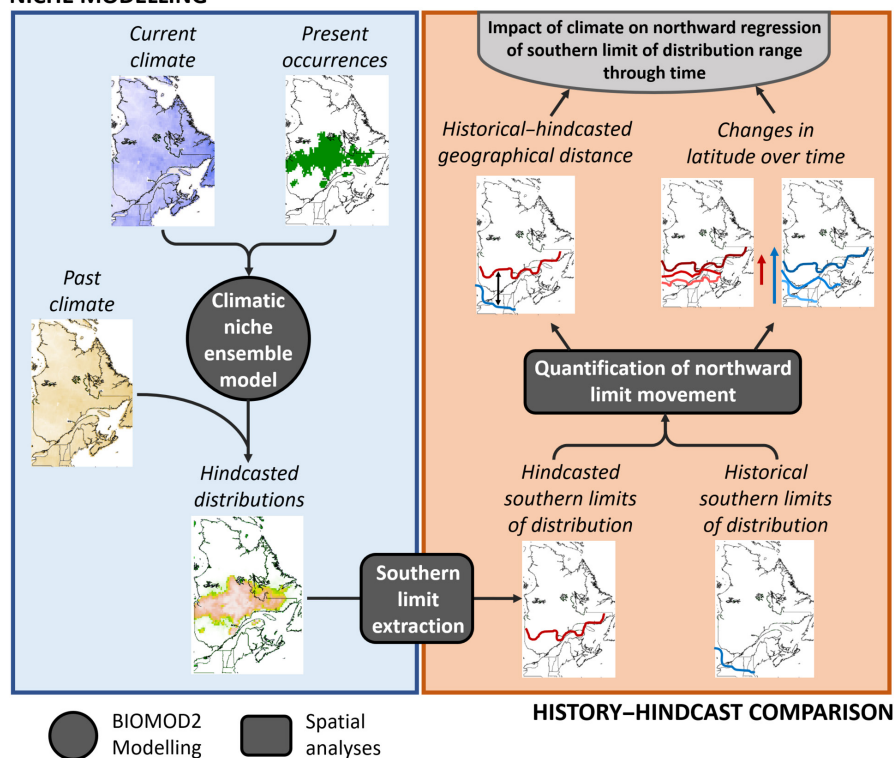 NICHE MODELLING
Current
climate
Present
occurrences
Past
climate
Climatic
niche
ensemble
model
Hindcasted
distributions
Southern
limit
extraction
Impact of climate on northward regression
of southern limit of distribution range
through time
Historical–hindcasted
geographical distance
Changes in
latitude over time
Quantification of northward
limit movement
Hindcasted
southern limits
of distribution
Historical
southern limits
of distribution
HISTORY–HINDCAST COMPARISON
BIOMOD2
Modelling
Spatial
analyses